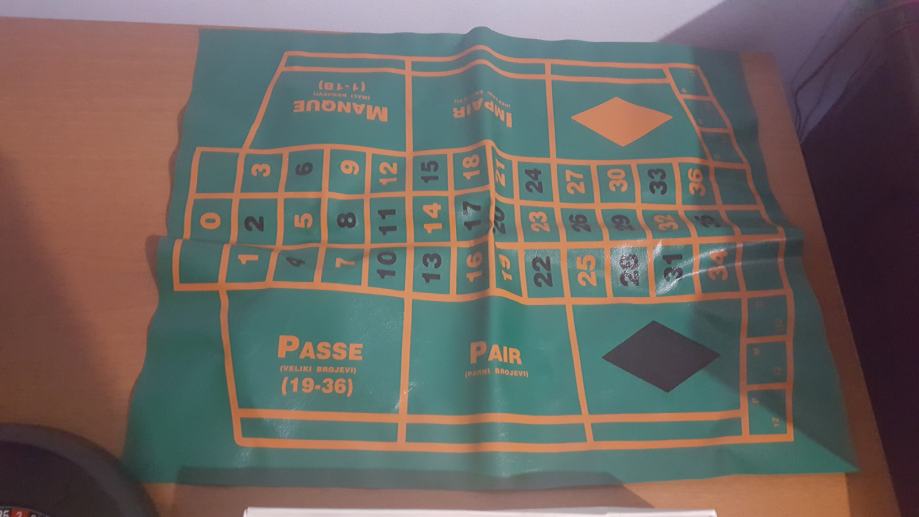 MANQUE
(MALI BROJEVI)
(1-18)
IMPAIR
3 6 9 12 15 18 21 24 27 30 33 36
0 2 5 8 11 14 17 20 23 26 29 32 35
1 4 7 10 13 16 19 22 25 28 31 34
PASSE
(VELIKI BROJEVI)
(19-36)
PAIR
(PARNI BROJEVI)